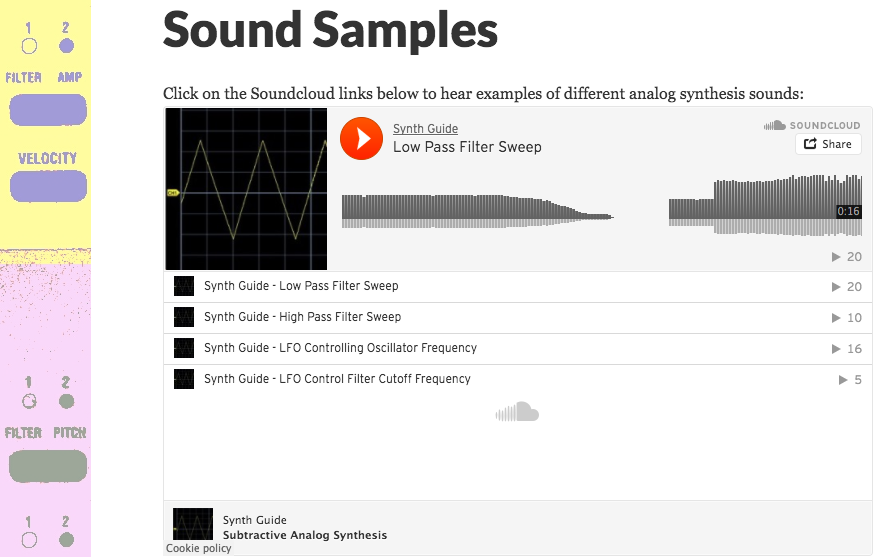 Sound Samples
1 2
FILTER AMP
VELOCITY
1 2
FILTER PITCH
1 2
Click on the Soundcloud links below to hear examples of different analog synthesis sounds:
Synth Guide
Low Pass Filter Sweep
SOUNDCLOUD
Share
0:16
20
Synth Guide - Low Pass Filter Sweep 20
Synth Guide - High Pass Filter Sweep 10
Synth Guide - LFO Controlling Oscillator Frequency 16
Synth Guide - LFO Control Filter Cutoff Frequency 5
Synth Guide
Subtractive Analog Synthesis
Cookie policy